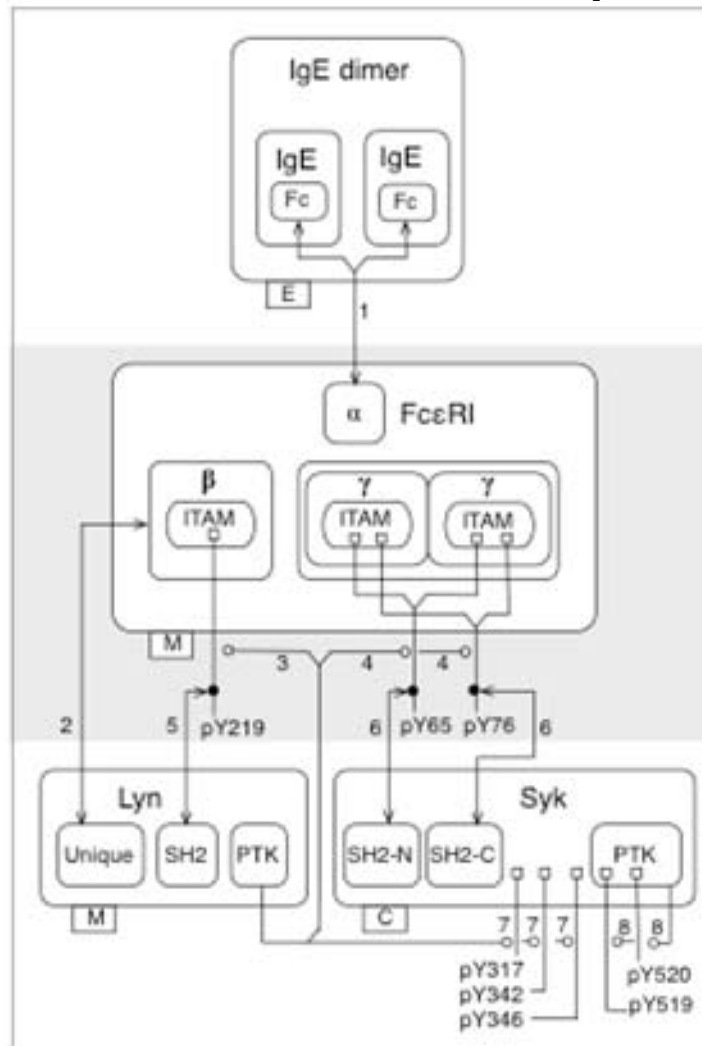 IgE dimer
IgE IgE
Fc Fc
E
1
α FcεRI
β γ γ
ITAM ITAM ITAM
M
3 4 4
2 5 pY219 6 pY65 pY76 6
Lyn Syk
Unique SH2 PTK SH2-N SH2-C PTK
M C
7 7 7 8 8
pY317 pY520
pY342 pY519
pY346